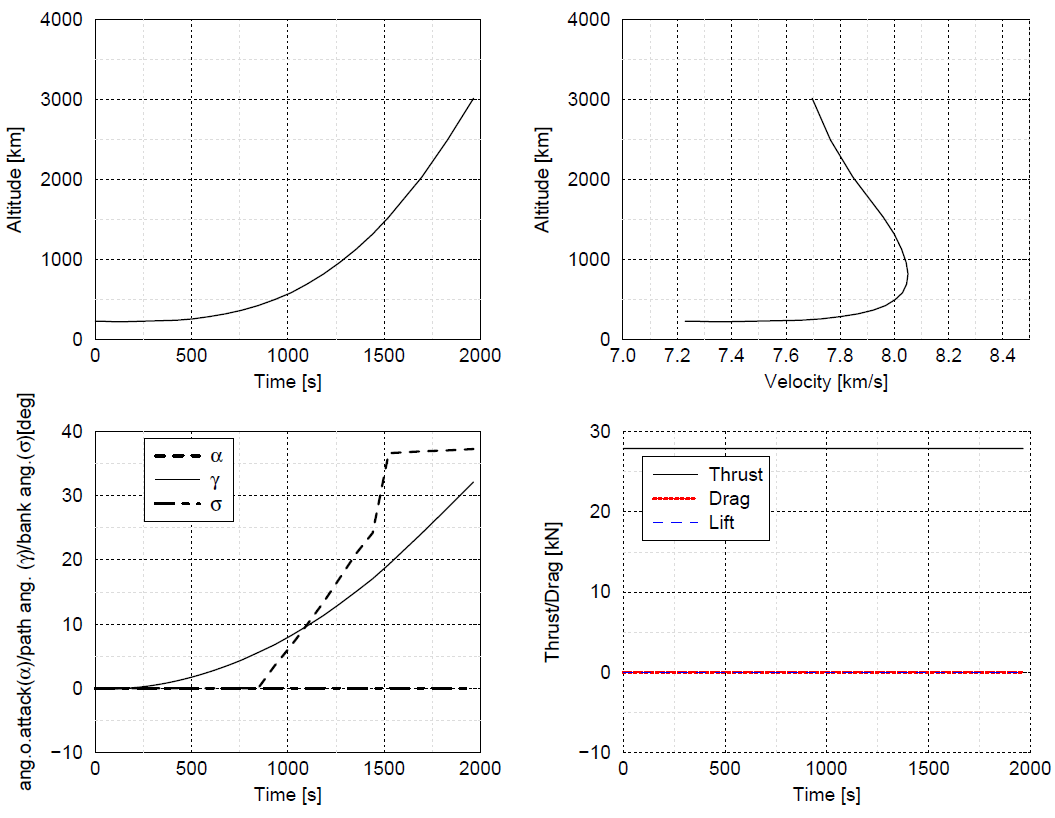 4000
3000
2000
1000
0
Altitude [km]
0 500 1000 1500 2000
Time [s]
4000
3000
2000
1000
0
Altitude [km]
7.0 7.2 7.4 7.6 7.8 8.0 8.2 8.4
Velocity [km/s]
40
30
20
10
0
−10
ang.o.attack(α)/path ang. (γ)/bank ang.(σ)[deg]
α
γ
σ
0 500 1000 1500 2000
Time [s]
30
20
10
0
−10
Thrust/Drag [kN]
Thrust
Drag
Lift
0 500 1000 1500 2000
Time [s]